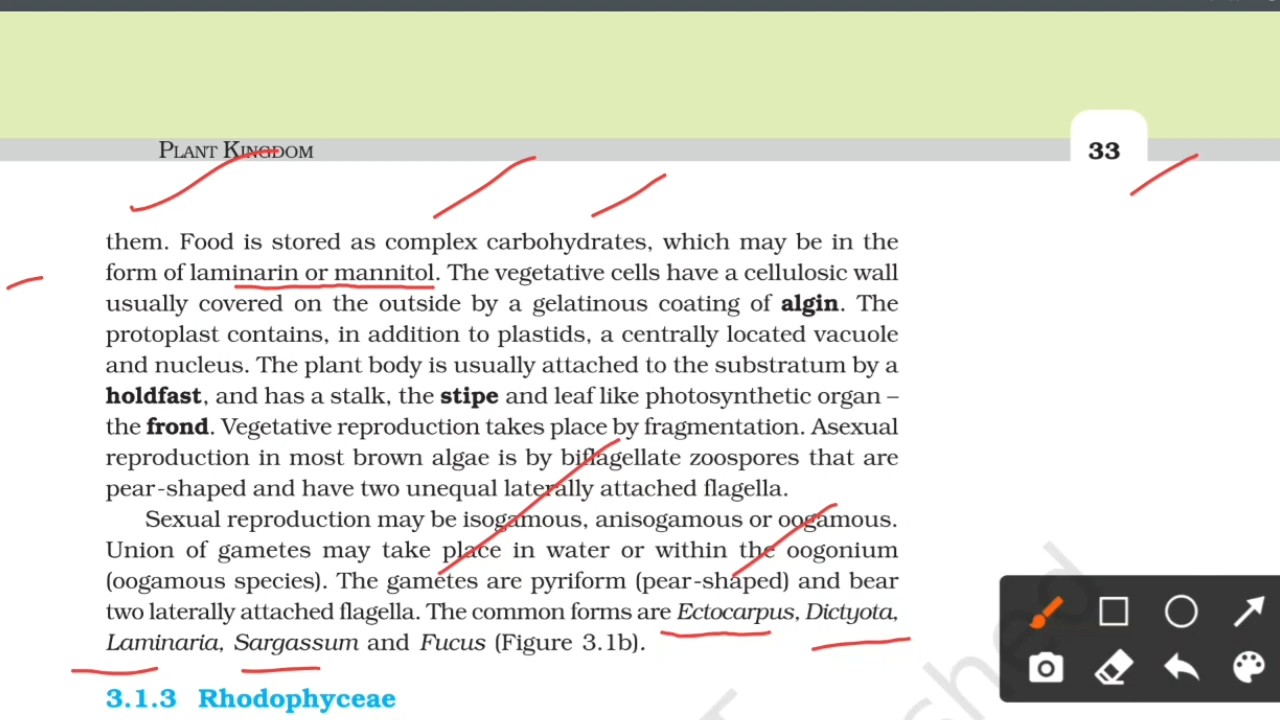 PLANT KINGDOM
33
them. Food is stored as complex carbohydrates, which may be in the
form of laminarin or mannitol. The vegetative cells have a cellulosic wall
usually covered on the outside by a gelatinous coating of algin. The
protoplast contains, in addition to plastids, a centrally located vacuole
and nucleus. The plant body is usually attached to the substratum by a
holdfast, and has a stalk, the stipe and leaf like photosynthetic organ –
the frond. Vegetative reproduction takes place by fragmentation. Asexual
reproduction in most brown algae is by biflagellate zoospores that are
pear-shaped and have two unequal laterally attached flagella.
Sexual reproduction may be isogamous, anisogamous or oogamous.
Union of gametes may take place in water or within the oogonium
(oogamous species). The gametes are pyriform (pear-shaped) and bear
two laterally attached flagella. The common forms are Ectocarpus, Dictyota,
Laminaria, Sargassum and Fucus (Figure 3.1b).
3.1.3 Rhodophyceae